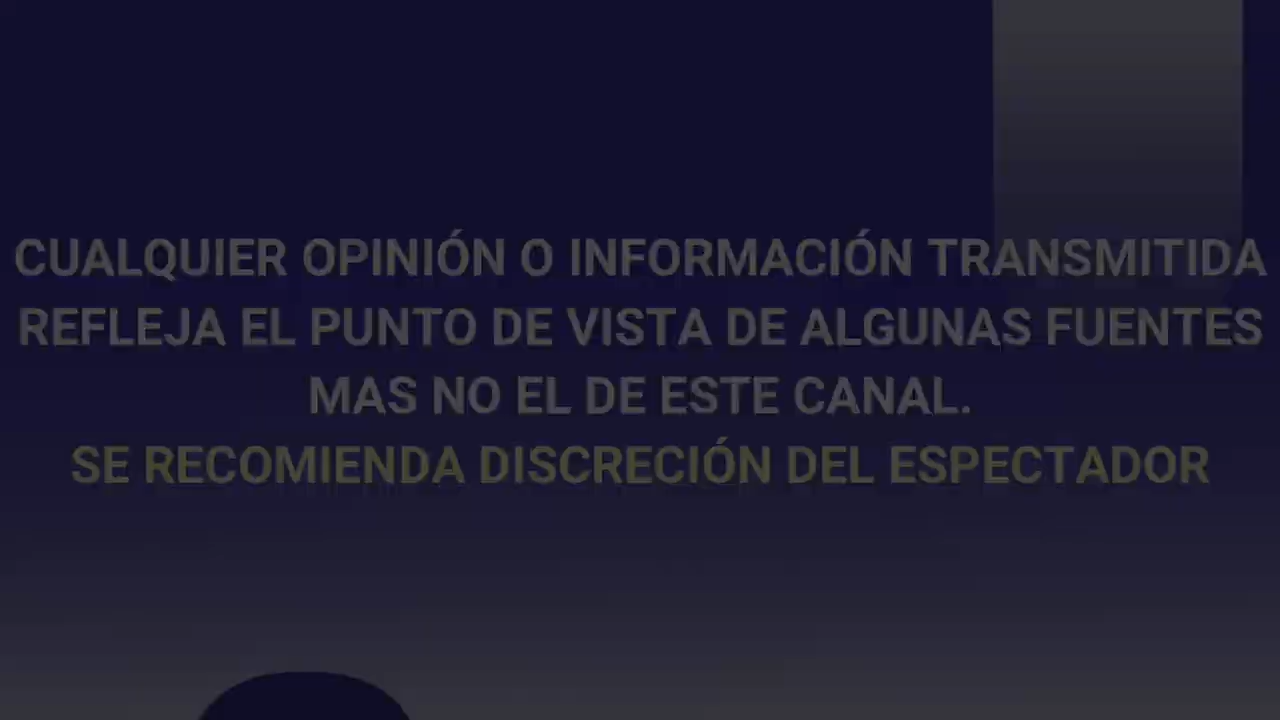 CUALQUIER OPINIÓN O INFORMACIÓN TRANSMITIDA
REFLEJA EL PUNTO DE VISTA DE ALGUNAS FUENTES
MAS NO EL DE ESTE CANAL.
SE RECOMIENDA DISCRECIÓN DEL ESPECTADOR